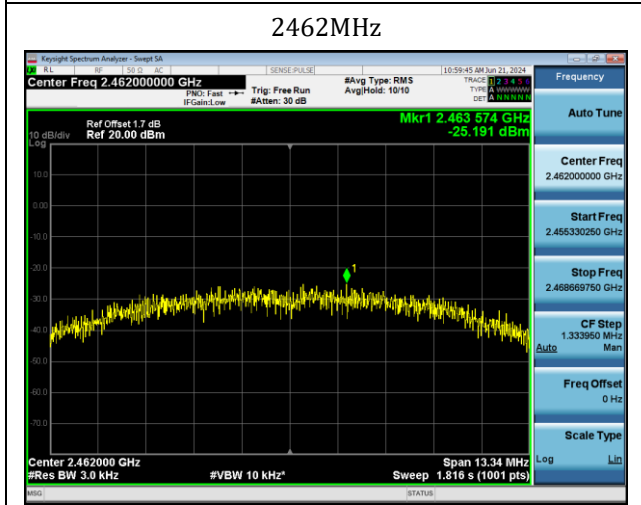 2462MHz
Keysight Spectrum Analyzer - Swept SA
RL RF 50 Ω AC SENSE:PULSE 10:59:45 AM Jun 21, 2024
Center Freq 2.462000000 GHz #Avg Type: RMS TRACE 1 2 3 4 5 6
PNO: Fast Trig: Free Run Avg|Hold: 10/10 TYPE A WWWWW
IFGain:Low #Atten: 30 dB DET A N N N N N
Mkr1 2.463 574 GHz
-25.191 dBm
Ref Offset 1.7 dB
10 dB/div Ref 20.00 dBm
Log
10.0
0.00
-10.0
-20.0
-30.0
-40.0
-50.0
-60.0
-70.0
1
Center 2.462000 GHz Span 13.34 MHz
#Res BW 3.0 kHz #VBW 10 kHz* Sweep 1.816 s (1001 pts)
MSG STATUS
Frequency
Auto Tune
Center Freq
2.462000000 GHz
Start Freq
2.455330250 GHz
Stop Freq
2.468669750 GHz
CF Step
1.333950 MHz
Auto Man
Freq Offset
0 Hz
Scale Type
Log Lin